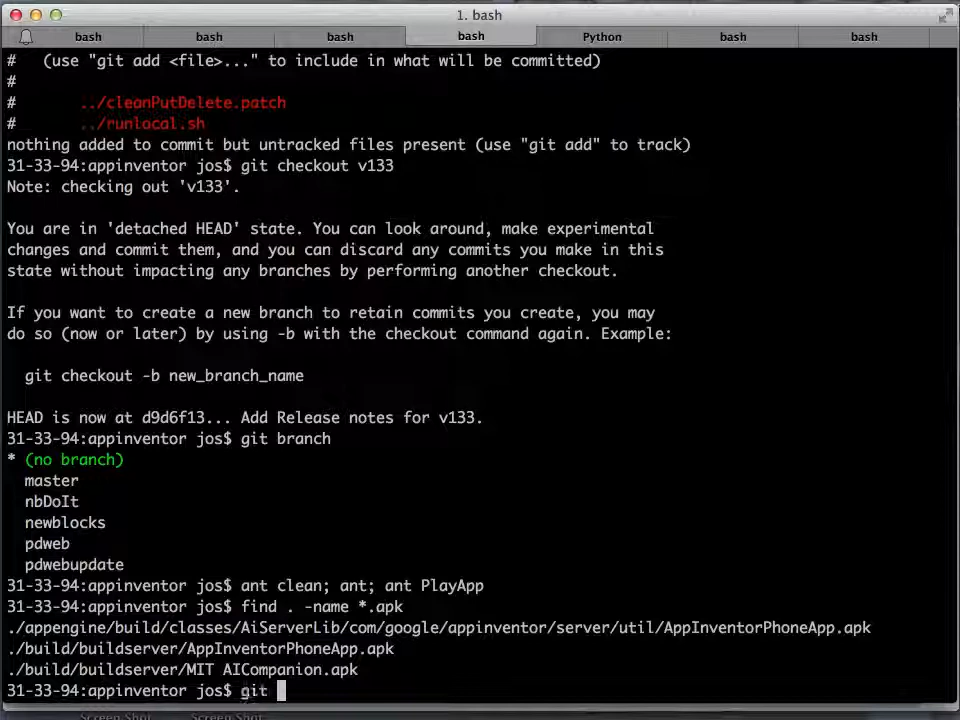 1. bash
bash bash bash bash Python bash bash
#   (use "git add <file>..." to include in what will be committed)
#
#       ../cleanPutDelete.patch
#       ../runlocal.sh
nothing added to commit but untracked files present (use "git add" to track)
31-33-94:appinventor jos$ git checkout v133
Note: checking out 'v133'.
You are in 'detached HEAD' state. You can look around, make experimental
changes and commit them, and you can discard any commits you make in this
state without impacting any branches by performing another checkout.
If you want to create a new branch to retain commits you create, you may
do so (now or later) by using -b with the checkout command again. Example:
  git checkout -b new_branch_name
HEAD is now at d9d6f13... Add Release notes for v133.
31-33-94:appinventor jos$ git branch
* (no branch)
  master
  nbDoIt
  newblocks
  pdweb
  pdwebupdate
31-33-94:appinventor jos$ ant clean; ant; ant PlayApp
31-33-94:appinventor jos$ find . -name *.apk
./appengine/build/classes/AiServerLib/com/google/appinventor/server/util/AppInventorPhoneApp.apk
./build/buildserver/AppInventorPhoneApp.apk
./build/buildserver/MIT AICompanion.apk
31-33-94:appinventor jos$ git
Screen Shot Screen Shot